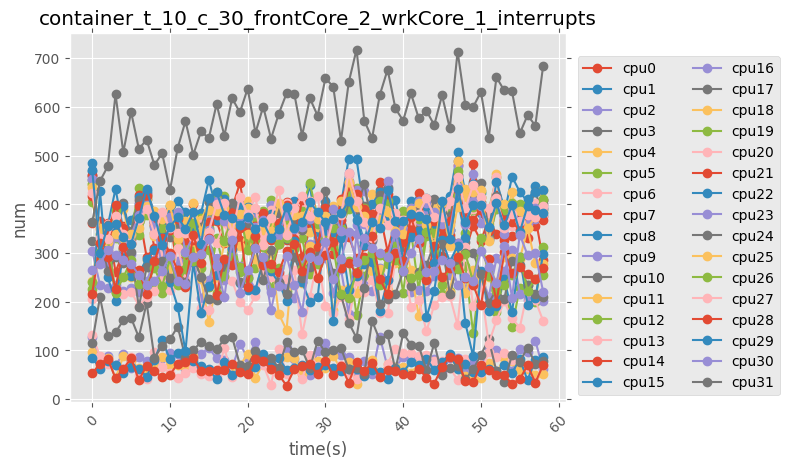 container_t_10_c_30_frontCore_2_wrkCore_1_interrupts
700
600
500
400
300
200
100
0
num
0
10
20
30
40
50
60
time(s)
cpu0
cpu1
cpu2
cpu3
cpu4
cpu5
cpu6
cpu7
cpu8
cpu9
cpu10
cpu11
cpu12
cpu13
cpu14
cpu15
cpu16
cpu17
cpu18
cpu19
cpu20
cpu21
cpu22
cpu23
cpu24
cpu25
cpu26
cpu27
cpu28
cpu29
cpu30
cpu31